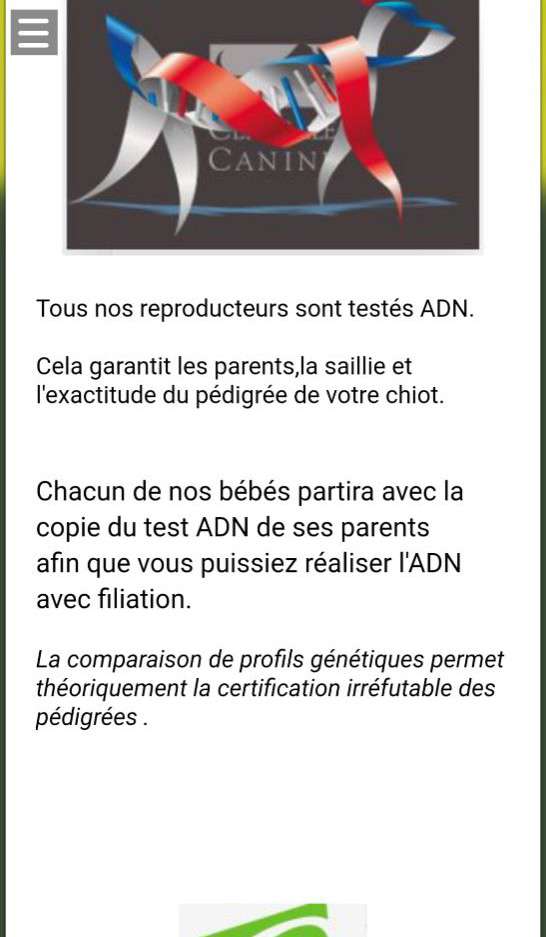 CANIN
Tous nos reproducteurs sont testés ADN.
Cela garantit les parents,la saillie et
l'exactitude du pédigrée de votre chiot.
Chacun de nos bébés partira avec la
copie du test ADN de ses parents
afin que vous puissiez réaliser l'ADN
avec filiation.
La comparaison de profils génétiques permet
théoriquement la certification irréfutable des
pédigrées .